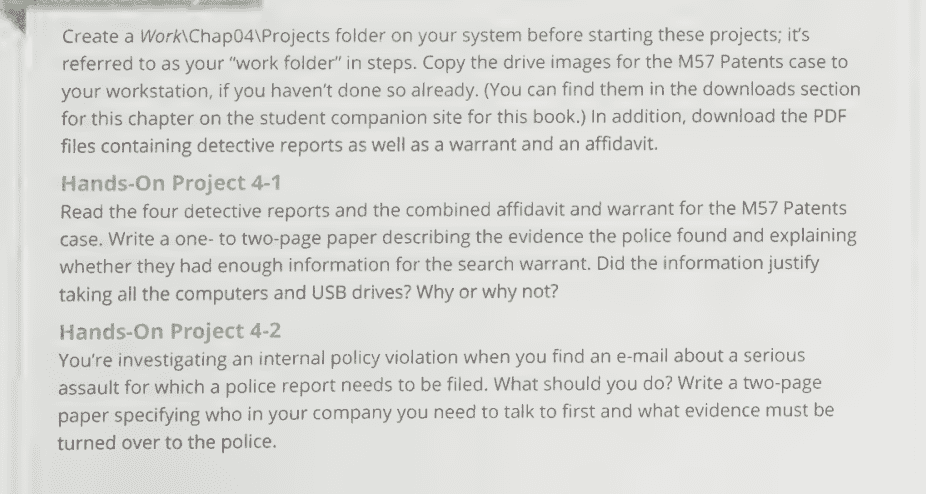 Create a Work\Chap04\Projects folder on your system before starting these projects; it's
referred to as your "work folder" in steps. Copy the drive images for the M57 Patents case to
your workstation, if you haven't done so already. (You can find them in the downloads section
for this chapter on the student companion site for this book.) In addition, download the PDF
files containing detective reports as well as a warrant and an affidavit.
Hands-On Project 4-1
Read the four detective reports and the combined affidavit and warrant for the M57 Patents
case. Write a one- to two-page paper describing the evidence the police found and explaining
whether they had enough information for the search warrant. Did the information justify
taking all the computers and USB drives? Why or why not?
Hands-On Project 4-2
You're investigating an internal policy violation when you find an e-mail about a serious
assault for which a police report needs to be filed. What should you do? Write a two-page
paper specifying who in your company you need to talk to first and what evidence must be
turned over to the police.